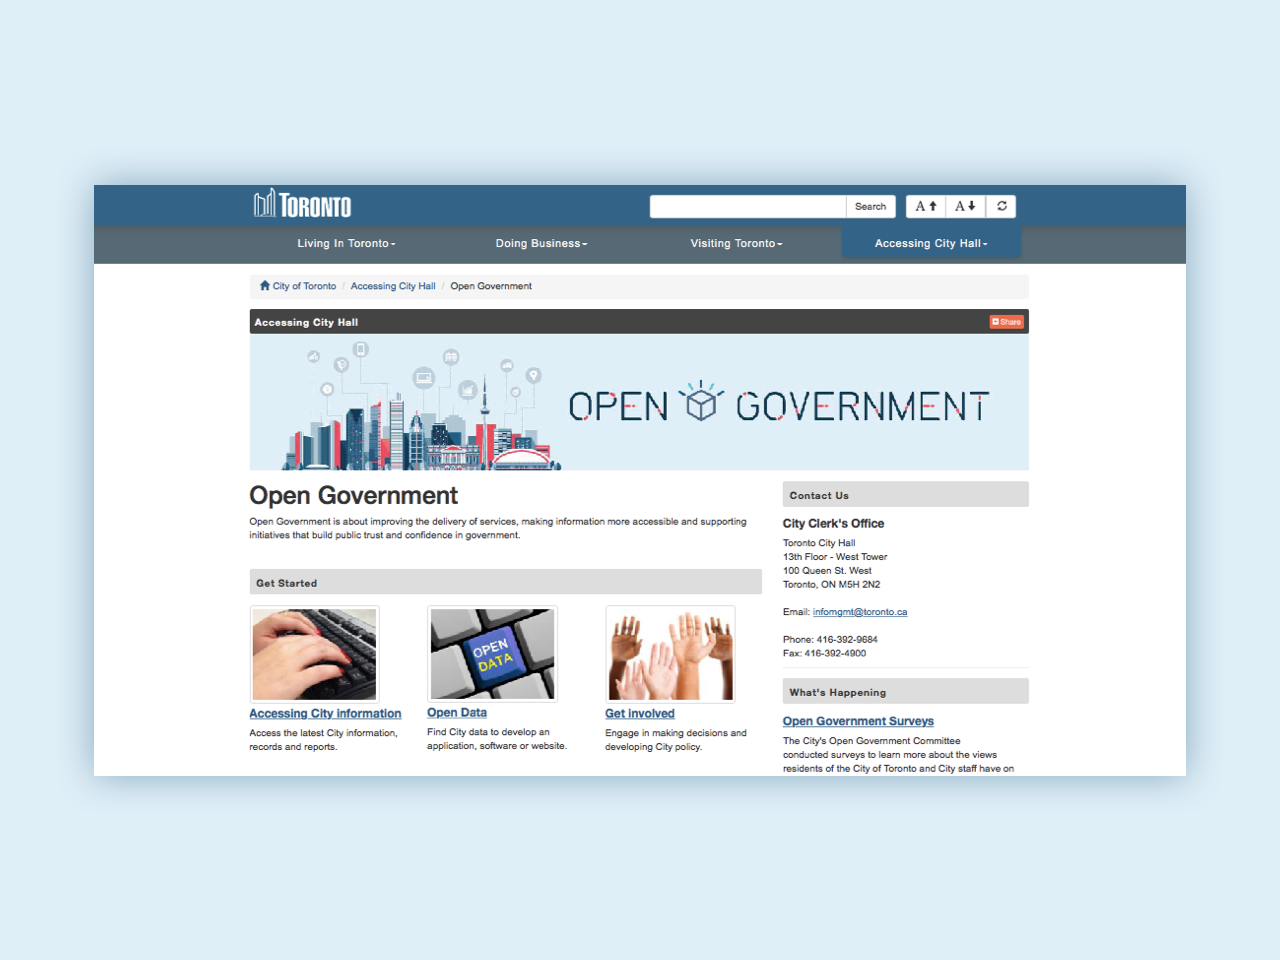 TORONTO
Search
A
A
Living In Toronto
Doing Business
Visiting Toronto
Accessing City Hall
City of Toronto / Accessing City Hall / Open Government
Accessing City Hall
Share
OPEN GOVERNMENT
Open Government
Open Government is about improving the delivery of services, making information more accessible and supporting
initiatives that build public trust and confidence in government.
Get Started
OPEN
DATA
Accessing City information
Access the latest City information,
records and reports.
Open Data
Find City data to develop an
application, software or website.
Get involved
Engage in making decisions and
developing City policy.
Contact Us
City Clerk's Office
Toronto City Hall
13th Floor - West Tower
100 Queen St. West
Toronto, ON M5H 2N2
Email: infomgmt@toronto.ca
Phone: 416-392-9684
Fax: 416-392-4900
What's Happening
Open Government Surveys
The City's Open Government Committee
conducted surveys to learn more about the views
residents of the City of Toronto and City staff have on